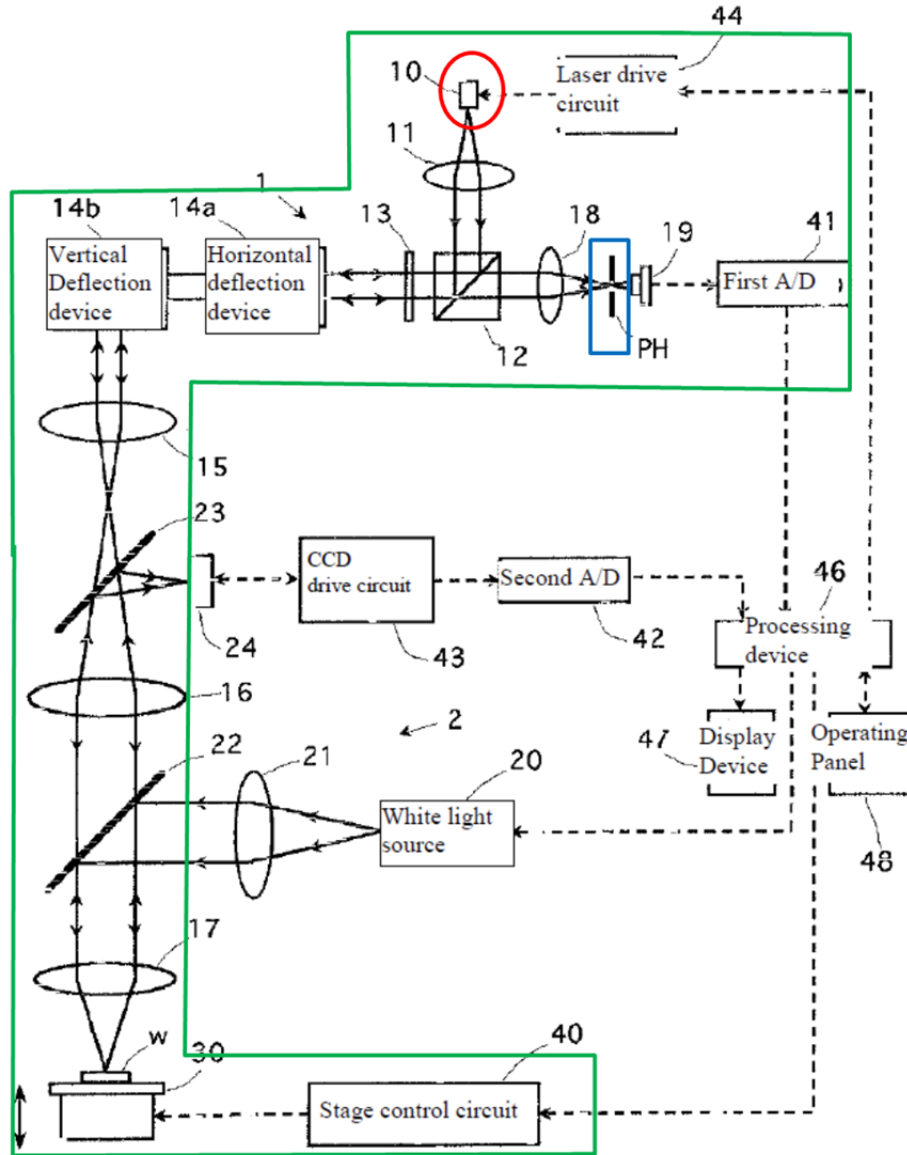 44
10
Laser drive
circuit
11
1
14b
14a
13
18
19
41
Vertical
Deflection
device
Horizontal
deflection
device
First A/D
12
PH
15
23
CCD
drive circuit
Second A/D
46
Processing
device
24
43
42
16
2
22
21
20
47
Display
Device
Operating
Panel
White light
source
48
17
W
30
40
Stage control circuit